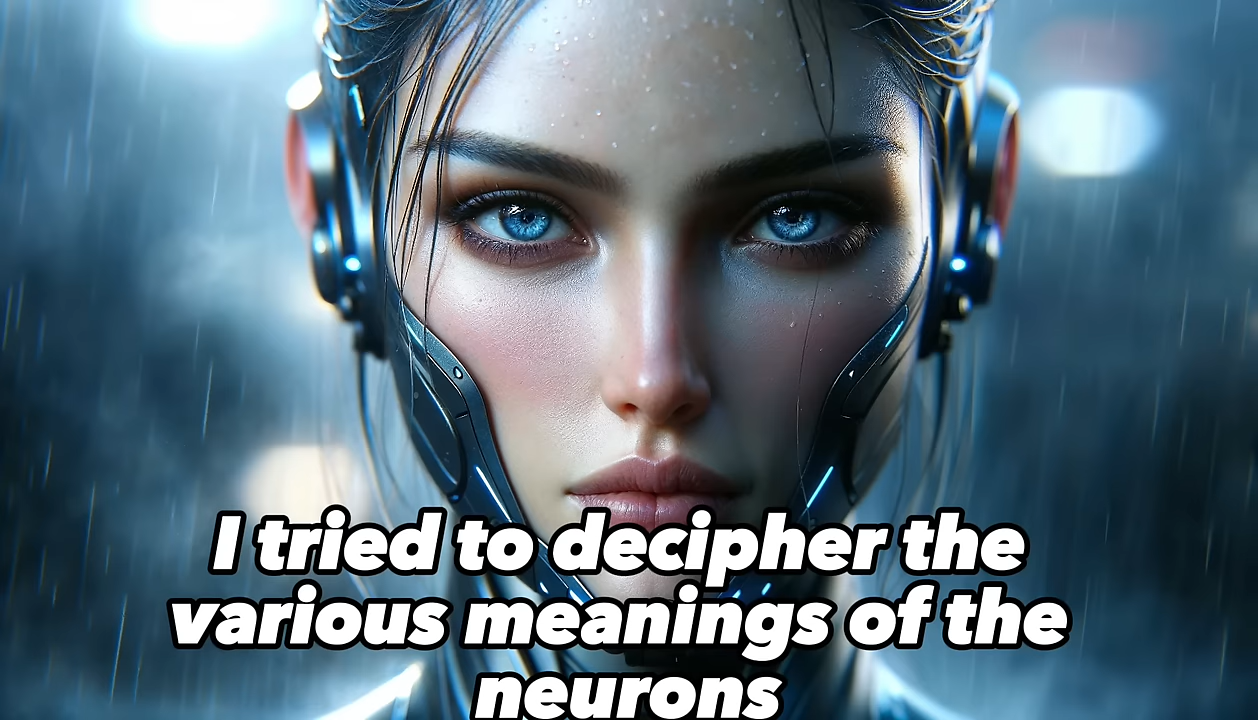 I tried to decipher the
various meanings of the
neurons